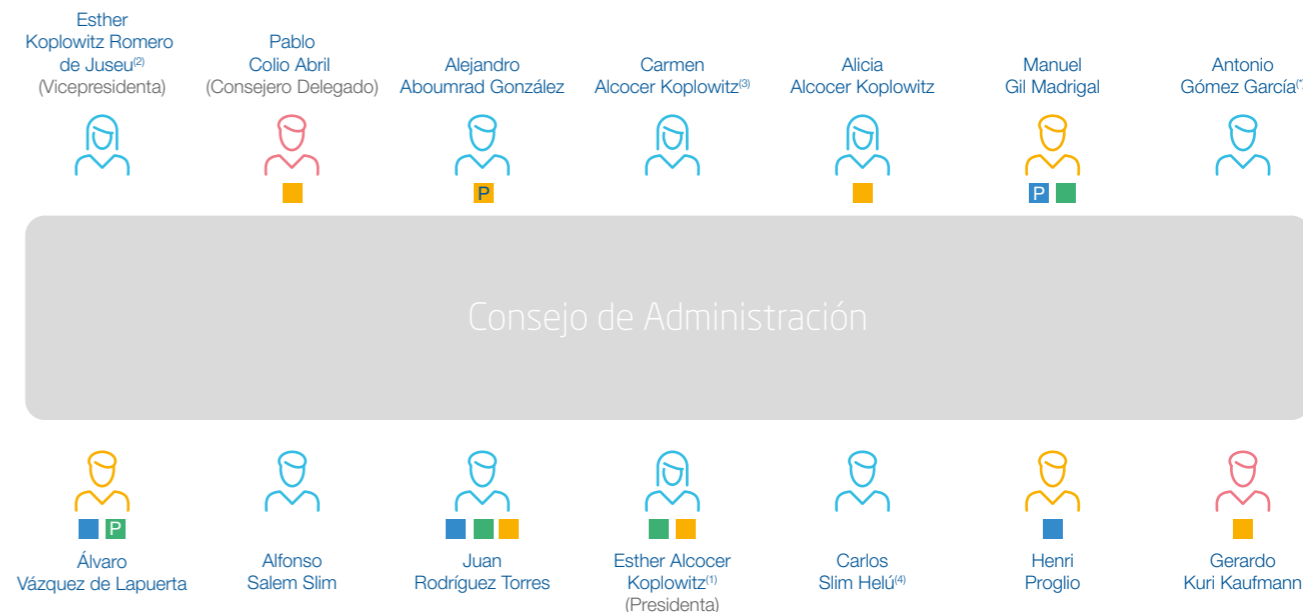 Esther
Koplowitz Romero
de Juseu(2)
(Vicepresidenta)
Pablo
Colio Abril
(Consejero Delegado)
Alejandro
Aboumrad González
Carmen
Alcocer Koplowitz(3)
Alicia
Alcocer Koplowitz
Manuel
Gil Madrigal
Antonio
Gómez García(*)
P
P
Consejo de Administración
P
Álvaro
Vázquez de Lapuerta
Alfonso
Salem Slim
Juan
Rodríguez Torres
Esther Alcocer
Koplowitz(1)
(Presidenta)
Carlos
Slim Helú(4)
Henri
Proglio
Gerardo
Kuri Kaufmann